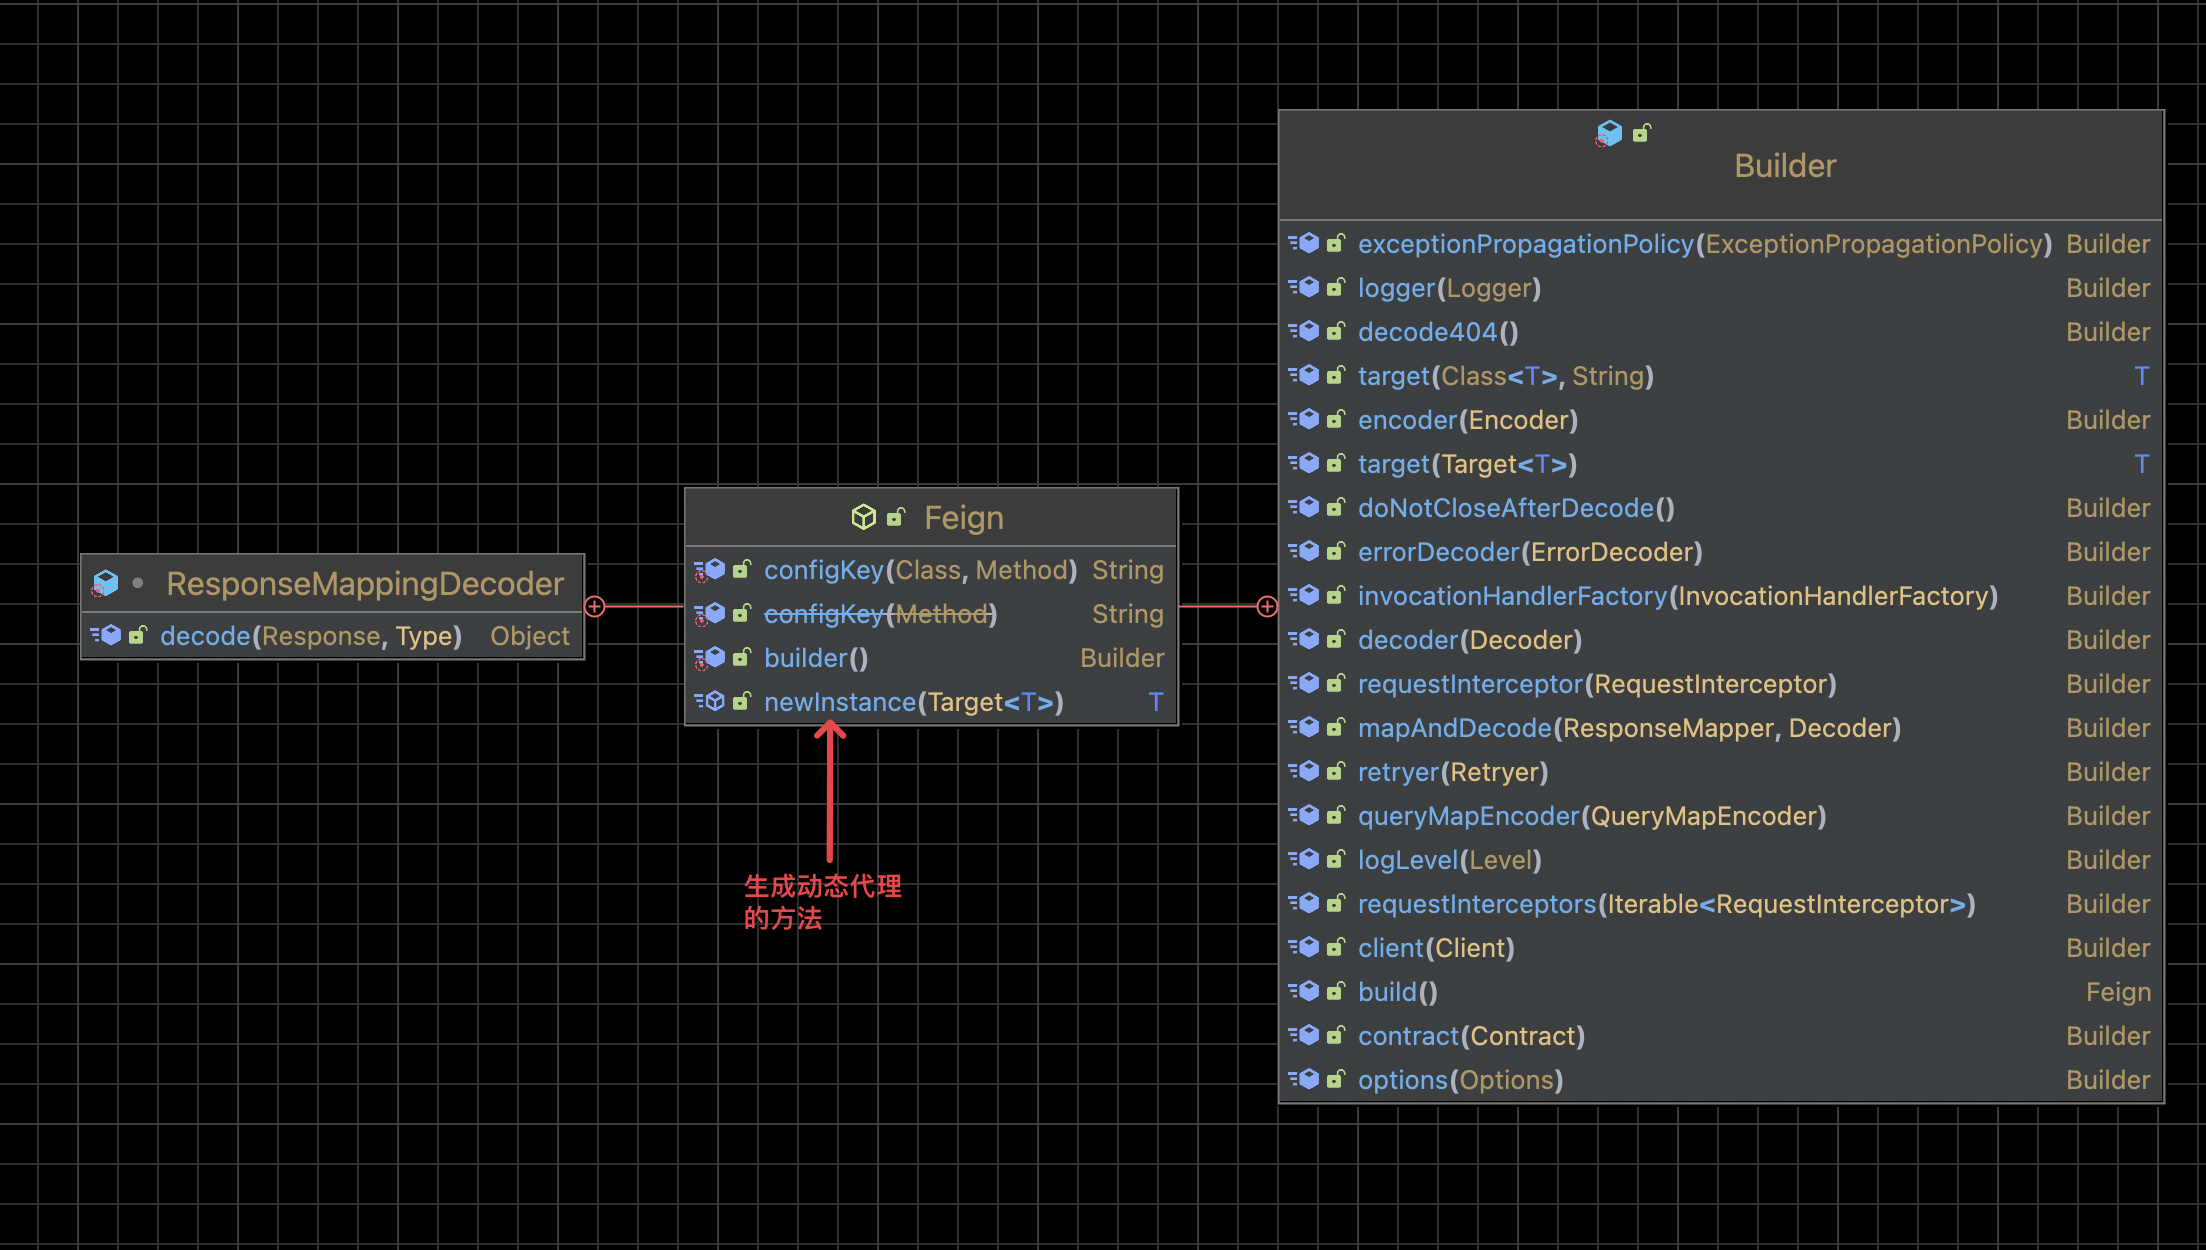 ResponseMappingDecoder
decode(Response, Type) Object
Feign
configKey(Class, Method) String
configKey(Method) String
builder() Builder
newInstance(Target<T>) T
生成动态代理
的方法
Builder
exceptionPropagationPolicy(ExceptionPropagationPolicy) Builder
logger(Logger) Builder
decode404() Builder
target(Class<T>, String) T
encoder(Encoder) Builder
target(Target<T>) T
doNotCloseAfterDecode() Builder
errorDecoder(ErrorDecoder) Builder
invocationHandlerFactory(InvocationHandlerFactory) Builder
decoder(Decoder) Builder
requestInterceptor(RequestInterceptor) Builder
mapAndDecode(ResponseMapper, Decoder) Builder
retryer(Retryer) Builder
queryMapEncoder(QueryMapEncoder) Builder
logLevel(Level) Builder
requestInterceptors(Iterable<RequestInterceptor>) Builder
client(Client) Builder
build() Feign
contract(Contract) Builder
options(Options) Builder